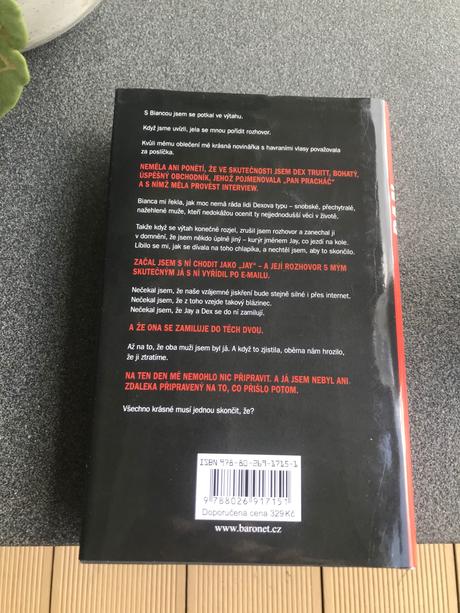 S Biancou jsem se potkal ve výtahu.
Když jsme uvízli, jela se mnou pořídit rozhovor.
Kvůli mému oblečení mě krásná novinářka s havraními vlasy považovala
za poslíčka.
NEMĚLA ANI PONĚTÍ, ŽE VE SKUTEČNOSTI JSEM DEX TRUITT, BOHATÝ,
ÚSPĚŠNÝ OBCHODNÍK, JEHOŽ POJMENOVALA „PAN PRACHÁČ“
A S NÍMŽ MĚLA PROVÉST INTERVIEW.
Bianca mi řekla, jak moc nemá ráda lidi Dexova typu – snobské, přechytralé,
nažehlené muže, kteří nedokážou ocenit ty nejjednodušší věci v životě.
Takže když se výtah konečně rozjel, zrušil jsem rozhovor a zanechal ji
v domnění, že jsem někdo úplně jiný – kurýr jménem Jay, co jezdí na kole.
Líbilo se mi, jak se dívala na toho chlapíka, a nechtěl jsem, aby to skončilo.
ZAČAL JSEM S NÍ CHODIT JAKO „JAY“ – A JEJÍ ROZHOVOR S MÝM
SKUTEČNÝM JÁ S NÍ VYŘÍDIL PO E-MAILU.
Nečekal jsem, že naše vzájemné jiskření bude stejně silné i přes internet.
Nečekal jsem, že z toho vzejde takový blázinec.
Nečekal jsem, že Jay a Dex se do ní zamilují.
A ŽE ONA SE ZAMILUJE DO TĚCH DVOU.
Až na to, že oba muži jsem byl já. A když to zjistila, oběma nám hrozilo,
že ji ztratíme.
NA TEN DEN MĚ NEMOHLO NIC PŘIPRAVIT. A JÁ JSEM NEBYL ANI
ZDALEKA PŘIPRAVENÝ NA TO, CO PŘIŠLO POTOM.
Všechno krásné musí jednou skončit, že?
ISBN 978-80-269-1715-1
9 788026 917151
Doporučená cena 329 Kč
www.baronet.cz